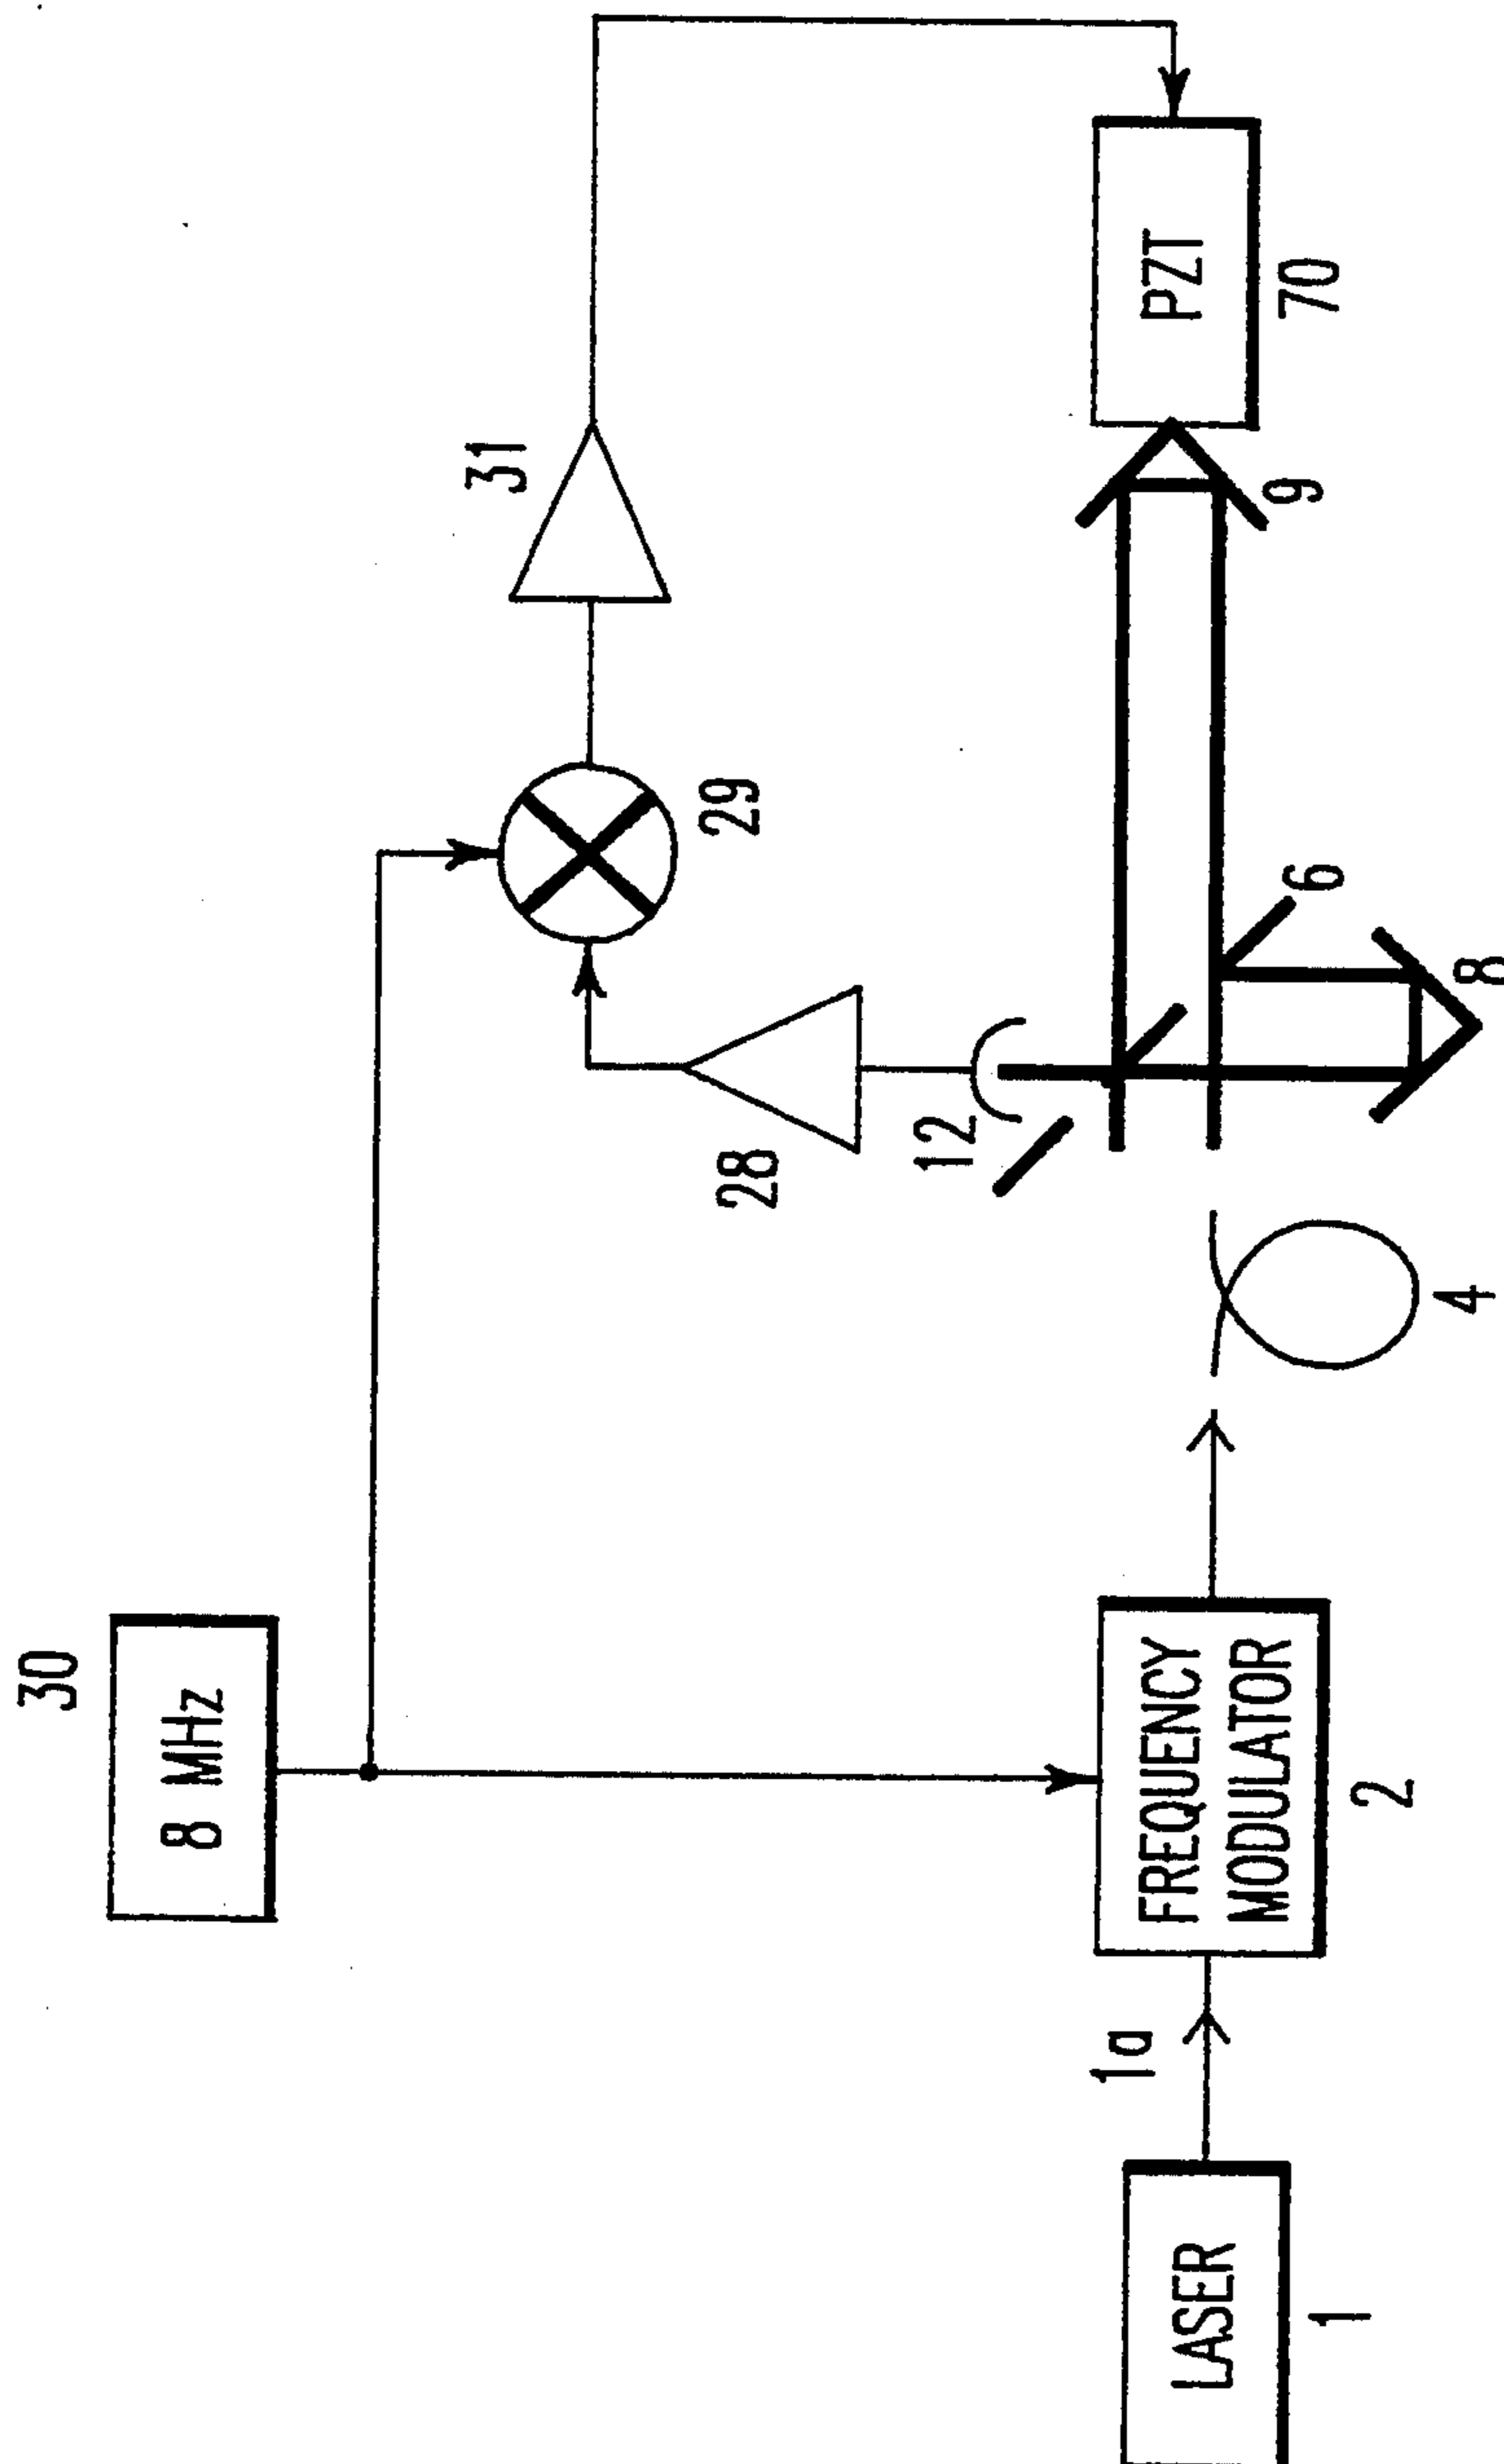 30
8 MHz
31
29
28
12
1a
LASER
1
FREQUENCY
MODULATOR
2
4
6
8
9
PZT
70